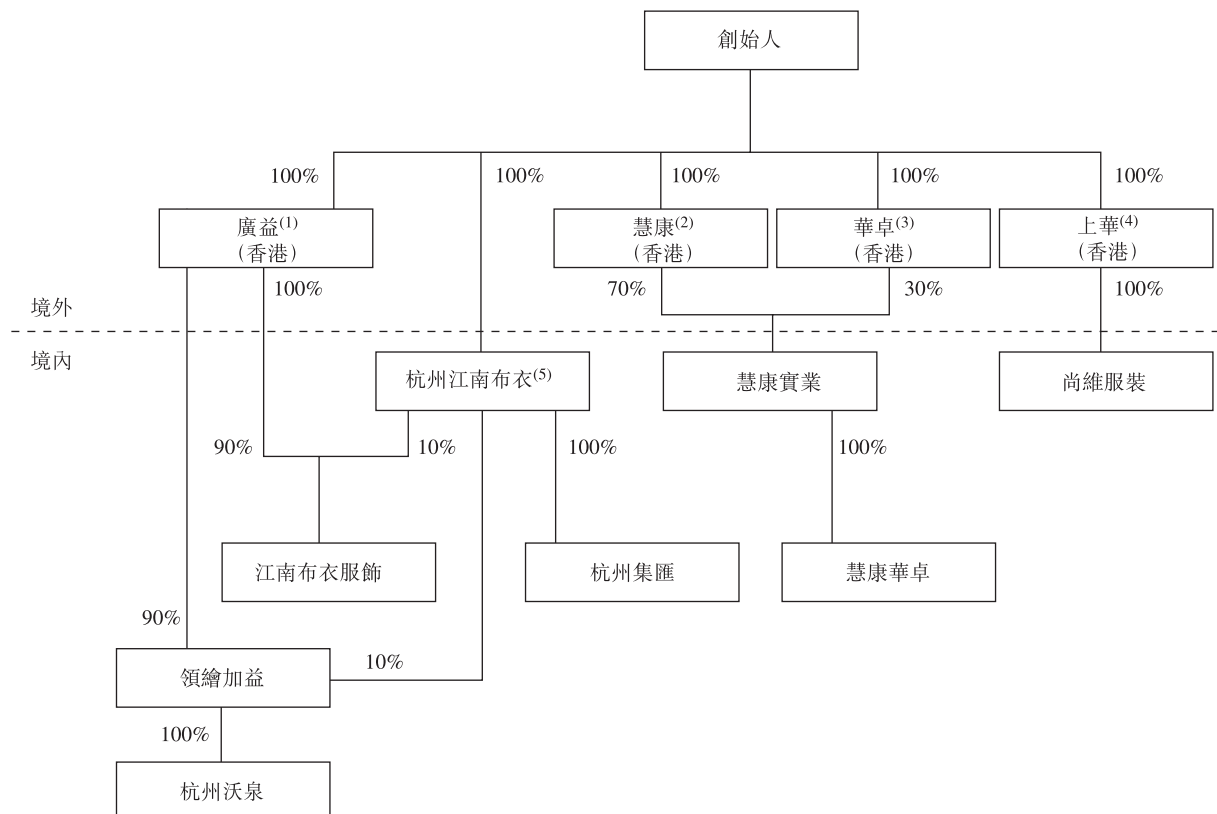 創始人
100%
100%
100%
100%
100%
廣益(1)
(香港)
慧康(2)
(香港)
華卓(3)
(香港)
上華(4)
(香港)
100%
70%
30%
100%
境外
境內
杭州江南布衣(5)
慧康實業
尚維服裝
90%
10%
100%
100%
江南布衣服飾
杭州集匯
慧康華卓
90%
領繪加益
10%
100%
杭州沃泉